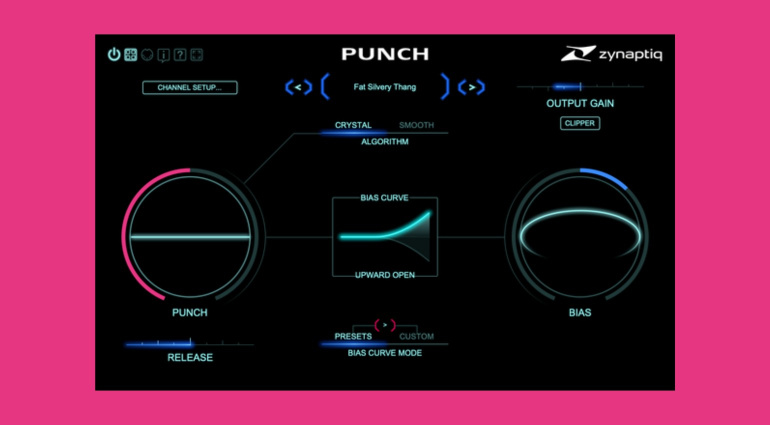 PUNCH
zynaptiq
CHANNEL SETUP...
<
Fat Silvery Thang
>
OUTPUT GAIN
CLIPPER
CRYSTAL SMOOTH
ALGORITHM
BIAS CURVE
UPWARD OPEN
PUNCH
BIAS
>
PRESETS CUSTOM
BIAS CURVE MODE
RELEASE